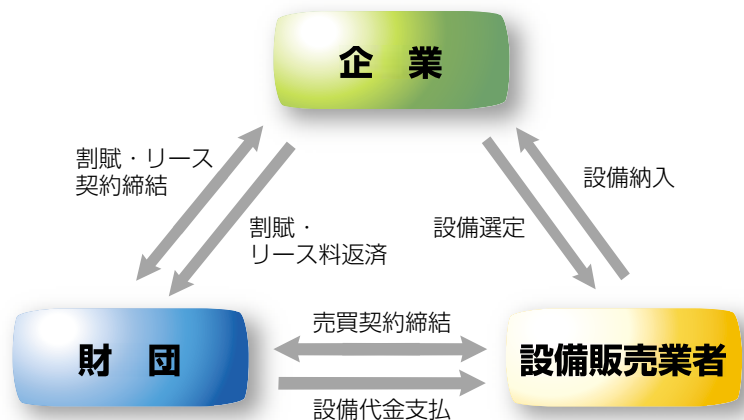 企　業
割賦・リース
契約締結
設備納入
割賦・
リース料返済
設備選定
売買契約締結
財　団
設備販売業者
設備代金支払